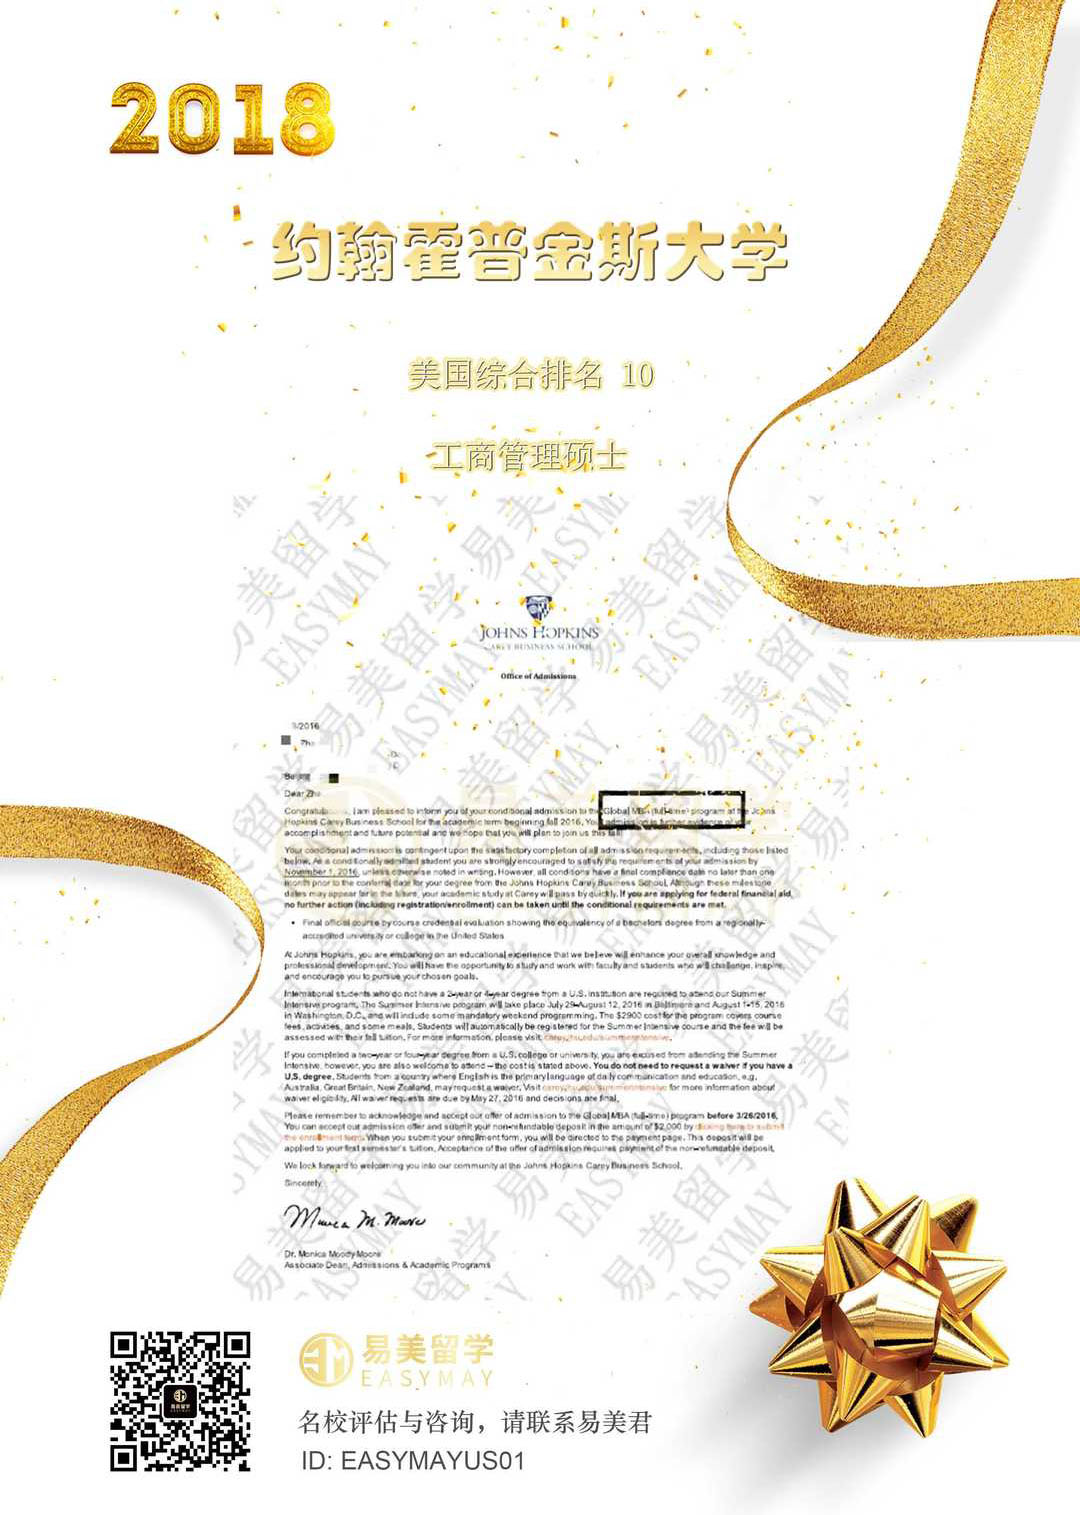 2018
约翰霍普金斯大学
美国综合排名 10
工商管理硕士
JOHNS HOPKINS
CAREY BUSINESS SCHOOL
Office of Admissions
8/2016
Zha
Beijing
Dear Zha
I am pleased to inform you of your conditional admission to the Global MBA (full-time) program at the Johns
Hopkins Carey Business School for the academic term beginning fall 2016. Your admission is further evidence of your
accomplishment and future potential and we hope that you will plan to join us this fall.
Your conditional admission is contingent upon the satisfactory completion of all admission requirements, including those listed
below. As a conditionally admitted student you are strongly encouraged to satisfy the requirements of your admission by
November 1, 2016, unless otherwise noted in writing. However, all conditions have a final compliance date no later than one
month prior to the conferral date for your degree from the Johns Hopkins Carey Business School. Although these milestone
dates may appear far in the future, your academic study at Carey will pass by quickly. If you are applying for federal financial aid,
no further action (including registration/enrollment) can be taken until the conditional requirements are met.
• Final official course by course credential evaluation showing the equivalency of a bachelors degree from a regionally-
accredited university or college in the United States
At Johns Hopkins, you are embarking on an educational experience that we believe will enhance your overall knowledge and
professional development. You will have the opportunity to study and work with faculty and students who will challenge, inspire,
and encourage you to pursue your chosen goals.
International students who do not have a 2-year or 4-year degree from a U.S. institution are required to attend our Summer
Intensive program. The Summer Intensive program will take place July 29-August 12, 2016 in Baltimore and August 1-15, 2016
in Washington, D.C., and will include some mandatory weekend programming. The $2900 cost for the program covers course
fees, activities, and some meals. Students will automatically be registered for the Summer Intensive course and the fee will be
assessed with their fall tuition. For more information, please visit: carey.jhu.edu/summerintensive.
If you completed a two-year or four-year degree from a U.S. college or university, you are excused from attending the Summer
Intensive, however, you are also welcome to attend – the cost is stated above. You do not need to request a waiver if you have a
U.S. degree. Students from a country where English is the primary language of daily communication and education, e.g.
Australia, Great Britain, New Zealand, may request a waiver. Visit carey.jhu.edu/summerintensive for more information about
waiver eligibility. All waiver requests are due by May 27, 2016 and decisions are final.
Please remember to acknowledge and accept our offer of admission to the Global MBA (full-time) program before 3/26/2016.
You can accept our admission offer and submit your non-refundable deposit in the amount of $2,000 by clicking here to submit
the enrollment form. When you submit your enrollment form, you will be directed to the payment page. This deposit will be
applied to your first semester's tuition. Acceptance of the offer of admission requires payment of the non-refundable deposit.
We look forward to welcoming you into our community at the Johns Hopkins Carey Business School.
Sincerely,
Dr. Monica Moody Moore
Associate Dean, Admissions & Academic Programs
易美留学
EASYMAY
名校评估与咨询，请联系易美君
ID: EASYMAYUS01